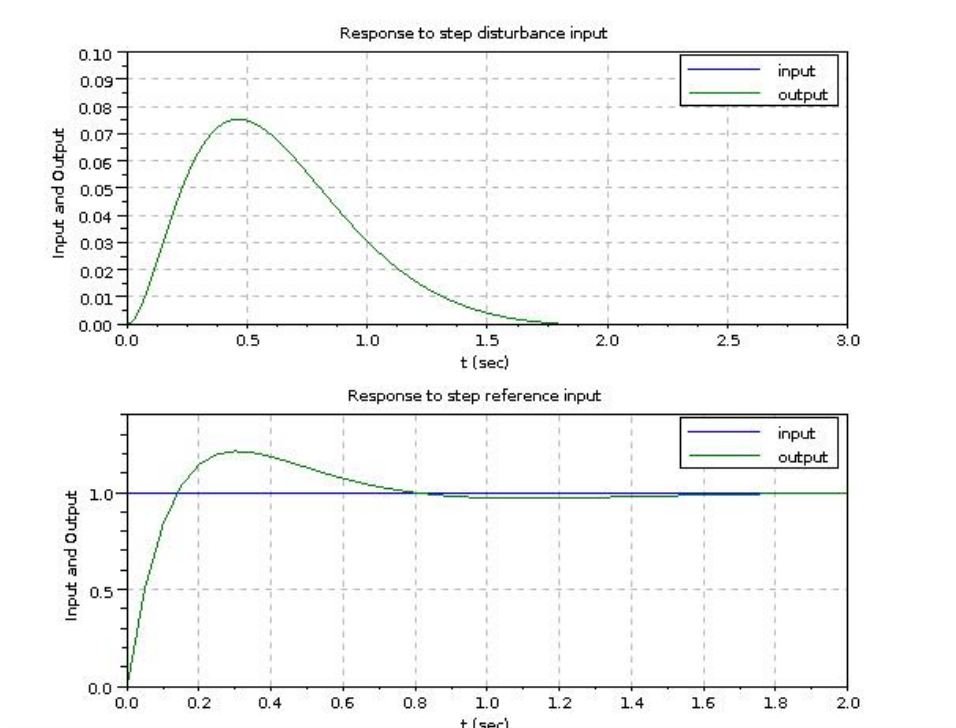 Response to step disturbance input
0.10
0.09
0.08
0.07
0.06
0.05
0.04
0.03
0.02
0.01
0.00
Input and Output
input
output
0.0 0.5 1.0 1.5 2.0 2.5 3.0
t (sec)
Response to step reference input
1.0
0.5
0.0
Input and Output
input
output
0.0 0.2 0.4 0.6 0.8 1.0 1.2 1.4 1.6 1.8 2.0
t (sec)